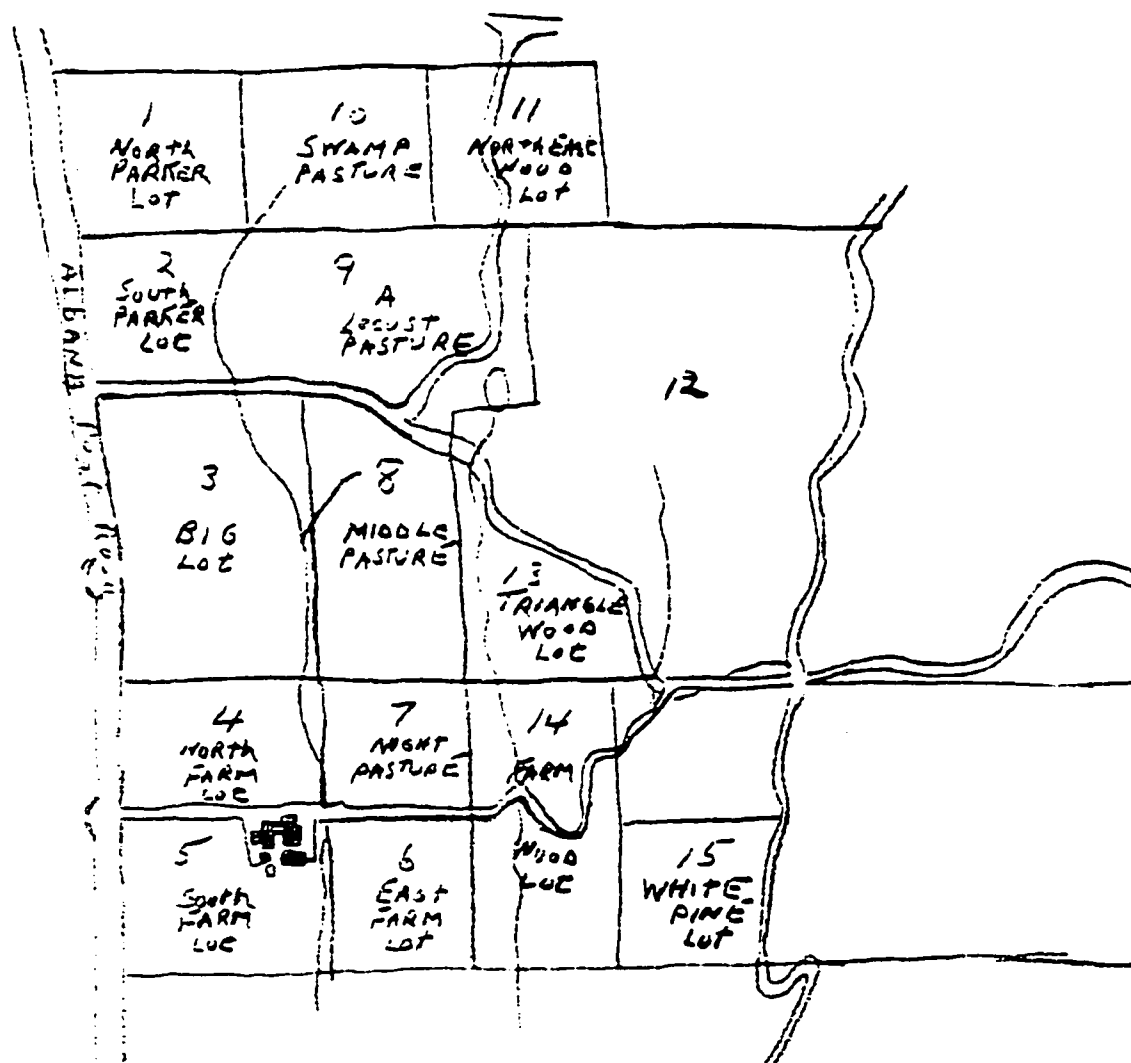 1
NORTH
PARKER
LOT
10
SWAMP
PASTURE
11
NORTHEAST
WOOD
LOT
2
SOUTH
PARKER
LOT
9
A
LOCUST
PASTURE
ALBANY Post Road
12
3
BIG
LOT
8
MIDDLE
PASTURE
13
TRIANGLE
WOOD
LOT
4
NORTH
FARM
LOT
7
NIGHT
PASTURE
14
FARM
WOOD
LOT
5
SOUTH
FARM
LOT
6
EAST
FARM
LOT
15
WHITE
PINE
LOT